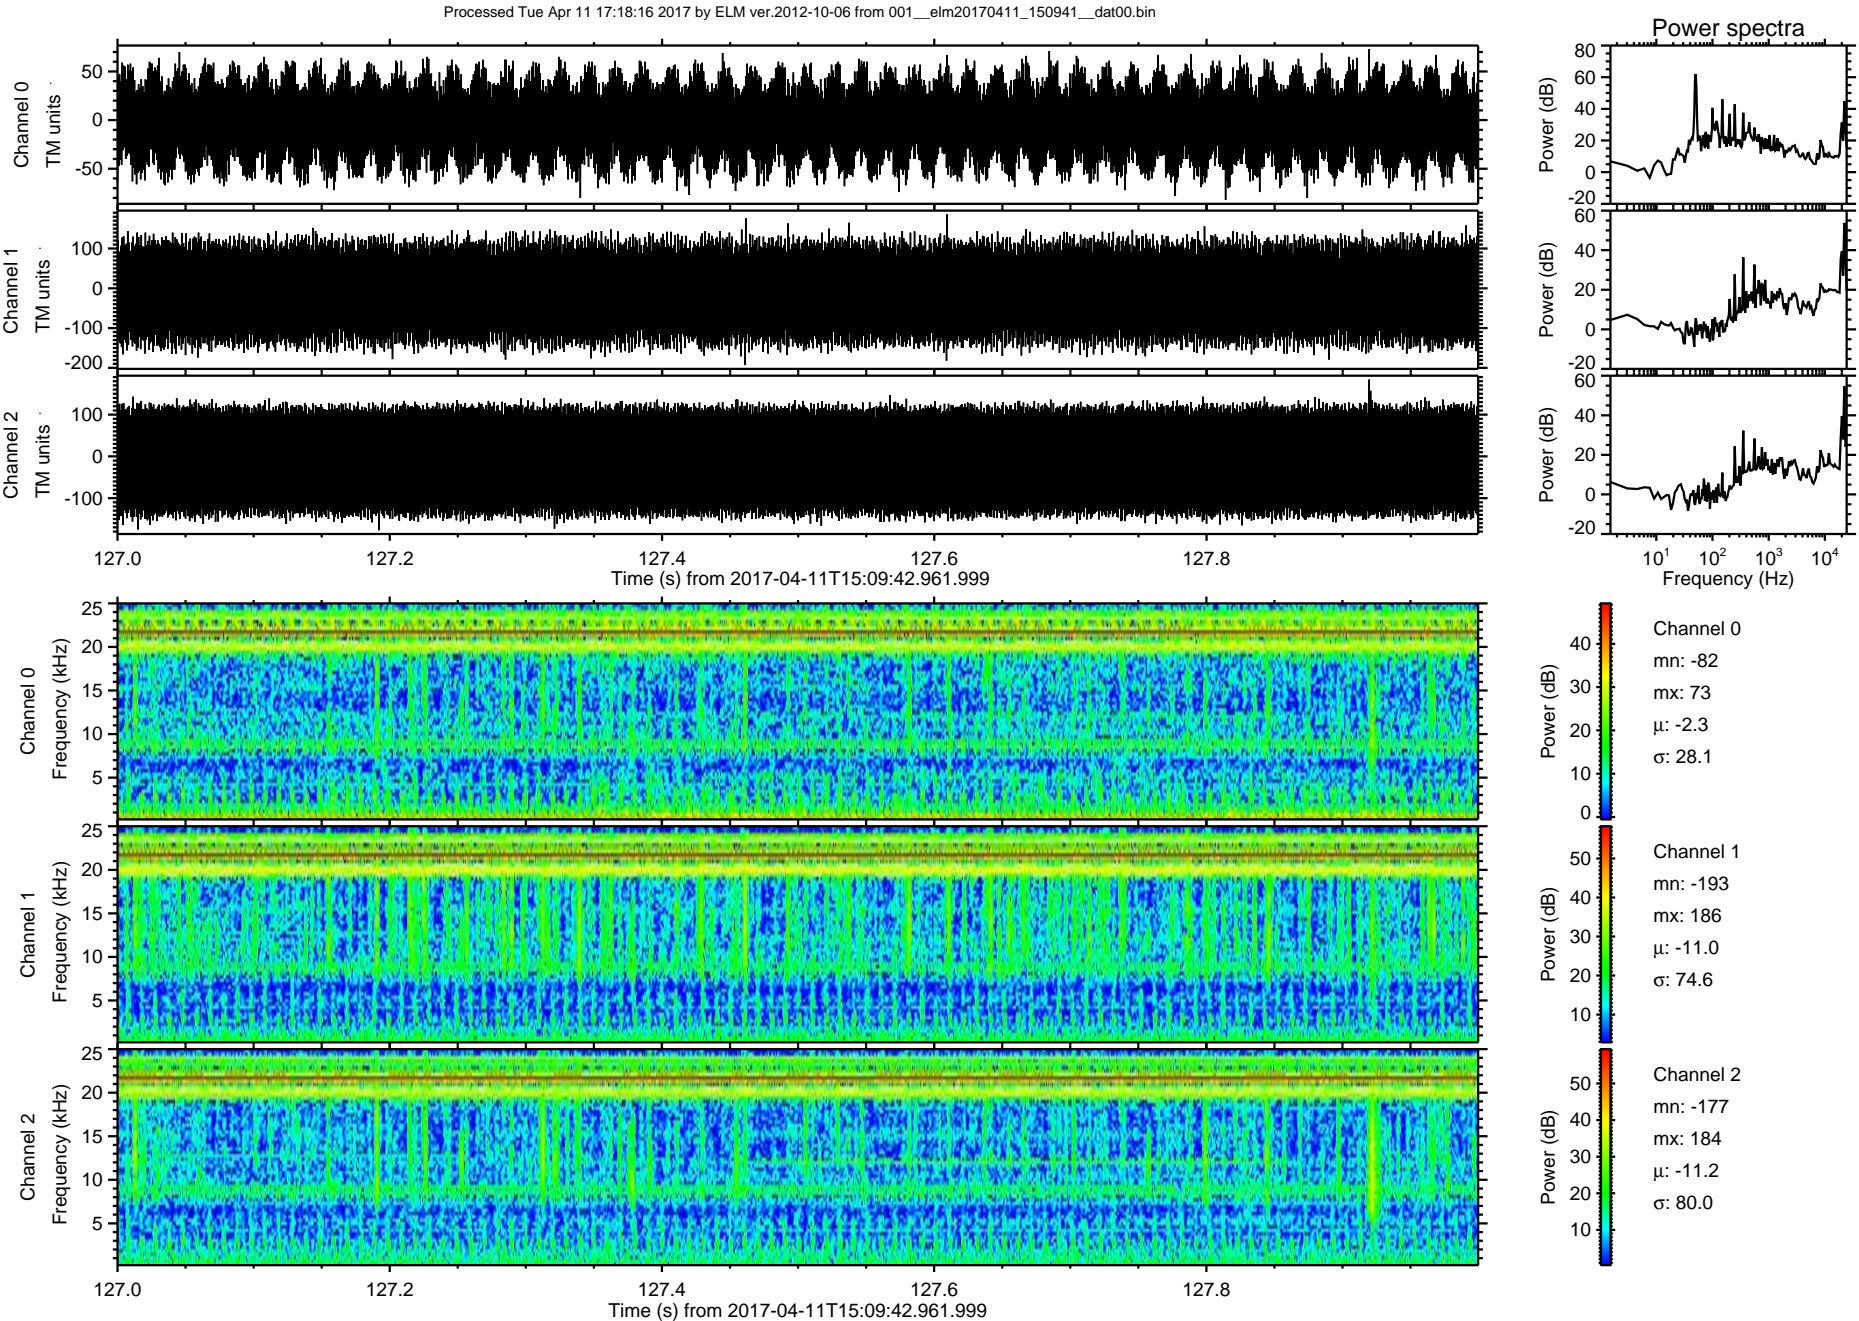 Processed Tue Apr 11 17:18:16 2017 by ELM ver.2012-10-06 from 001__elm20170411_150941__dat00.bin
Power spectra
Channel 0
TM units
50
0
-50
Power (dB)
80
60
40
20
0
-20
Channel 1
TM units
100
0
-100
-200
Power (dB)
60
40
20
0
-20
Channel 2
TM units
100
0
-100
Power (dB)
60
40
20
0
-20
127.0 127.2 127.4 127.6 127.8
Time (s) from 2017-04-11T15:09:42.961.999
10¹ 10² 10³ 10⁴
Frequency (Hz)
Channel 0
Frequency (kHz)
25
20
15
10
5
Power (dB)
40
30
20
10
0
Channel 0
mn: -82
mx: 73
μ: -2.3
σ: 28.1
Channel 1
Frequency (kHz)
25
20
15
10
5
Power (dB)
50
40
30
20
10
Channel 1
mn: -193
mx: 186
μ: -11.0
σ: 74.6
Channel 2
Frequency (kHz)
25
20
15
10
5
Power (dB)
50
40
30
20
10
Channel 2
mn: -177
mx: 184
μ: -11.2
σ: 80.0
127.0 127.2 127.4 127.6 127.8
Time (s) from 2017-04-11T15:09:42.961.999